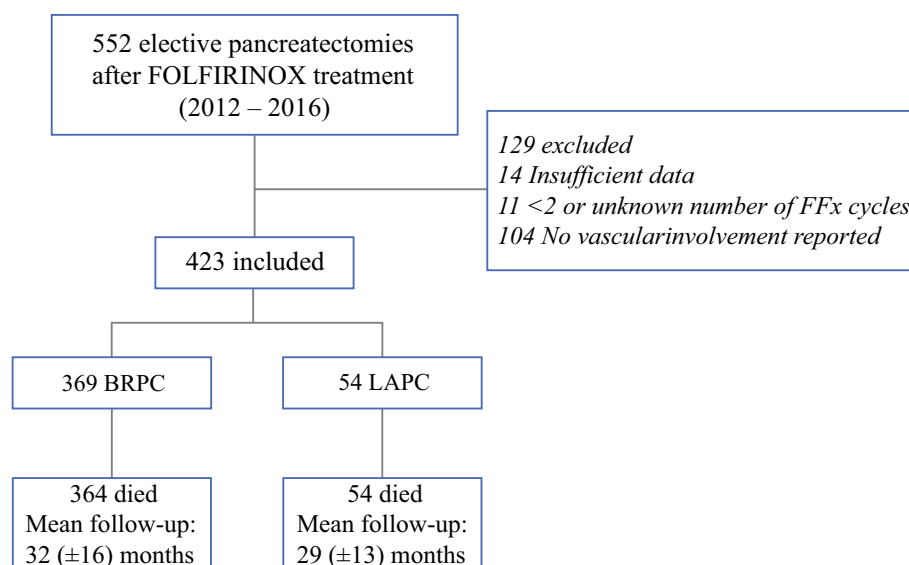 552 elective pancreatectomies
after FOLFIRINOX treatment
(2012 – 2016)
129 excluded
14 Insufficient data
11 <2 or unknown number of FFx cycles
104 No vascularinvolvement reported
423 included
369 BRPC
54 LAPC
364 died
Mean follow-up:
32 (±16) months
54 died
Mean follow-up:
29 (±13) months